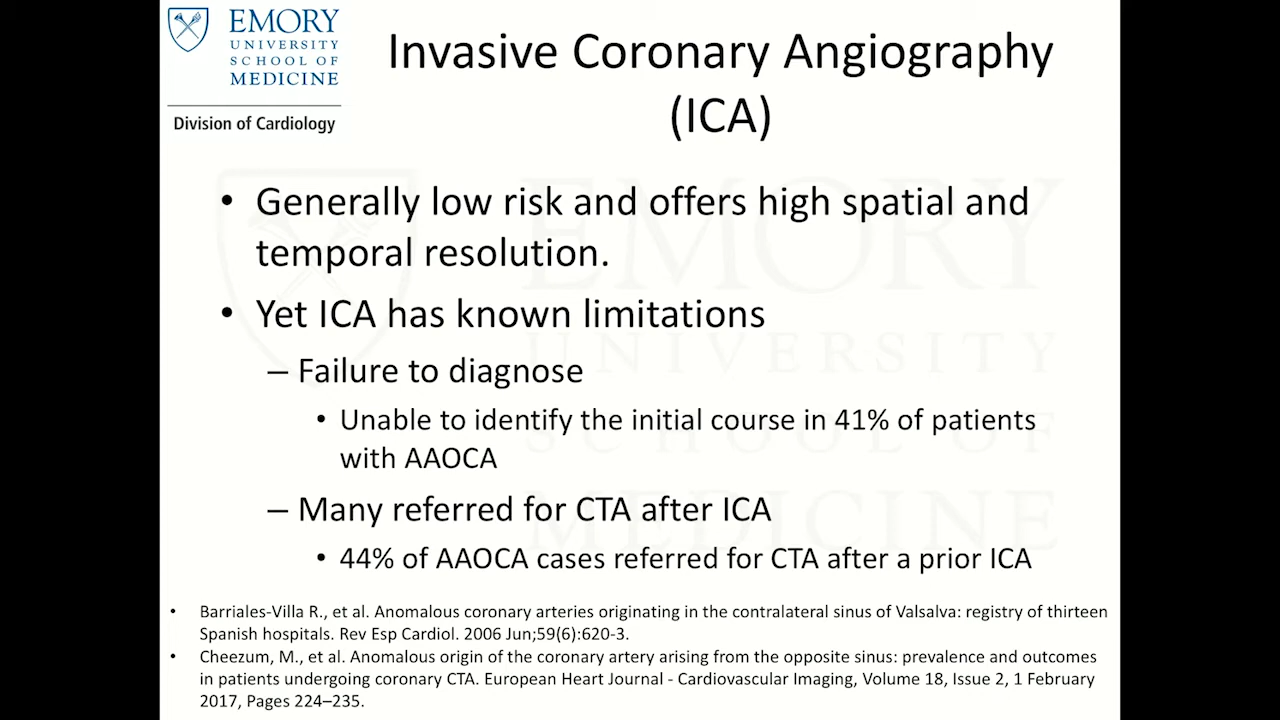 EMORY
UNIVERSITY
SCHOOL OF
MEDICINE
Division of Cardiology
Invasive Coronary Angiography
(ICA)
• Generally low risk and offers high spatial and
temporal resolution.
• Yet ICA has known limitations
– Failure to diagnose
• Unable to identify the initial course in 41% of patients
with AAOCA
– Many referred for CTA after ICA
• 44% of AAOCA cases referred for CTA after a prior ICA
• Barriales-Villa R., et al. Anomalous coronary arteries originating in the contralateral sinus of Valsalva: registry of thirteen
Spanish hospitals. Rev Esp Cardiol. 2006 Jun;59(6):620-3.
• Cheezum, M., et al. Anomalous origin of the coronary artery arising from the opposite sinus: prevalence and outcomes
in patients undergoing coronary CTA. European Heart Journal - Cardiovascular Imaging, Volume 18, Issue 2, 1 February
2017, Pages 224–235.
EMORY
UNIVERSITY
SCHOOL OF
MEDICINE